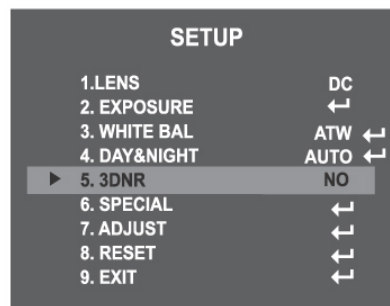 SETUP
1.LENS DC
2. EXPOSURE ↵
3. WHITE BAL ATW ↵
4. DAY&NIGHT AUTO ↵
▶ 5. 3DNR NO
6. SPECIAL ↵
7. ADJUST ↵
8. RESET ↵
9. EXIT ↵